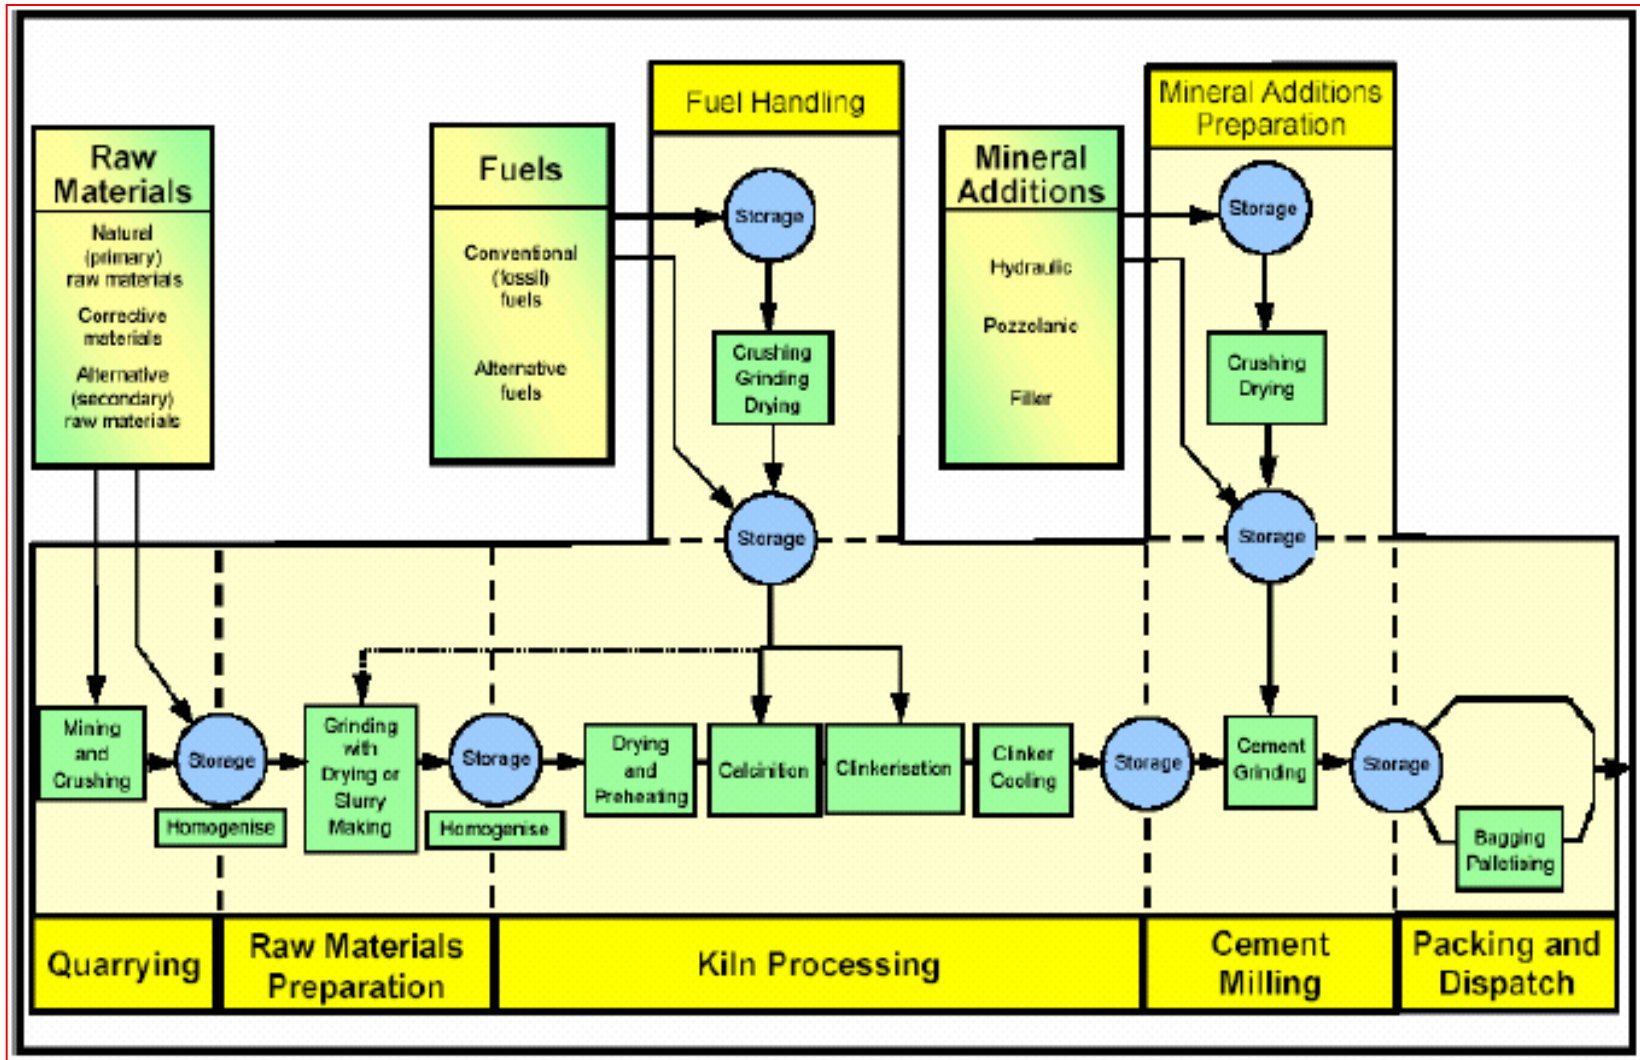 Fuel Handling
Mineral Additions
Preparation
Raw
Materials
Natural
(primary)
raw materials
Corrective
materials
Alternative
(secondary)
raw materials
Fuels
Conventional
(fossil)
fuels
Alternative
fuels
Storage
Crushing
Grinding
Drying
Storage
Mineral
Additions
Hydraulic
Pozzolanic
Filler
Storage
Crushing
Drying
Storage
Mining
and
Crushing
Storage
Homogenise
Grinding
with
Drying or
Slurry
Making
Storage
Homogenise
Drying
and
Preheating
Calcinition
Clinkerisation
Clinker
Cooling
Storage
Cement
Grinding
Storage
Bagging
Palletising
Quarrying
Raw Materials
Preparation
Kiln Processing
Cement
Milling
Packing and
Dispatch